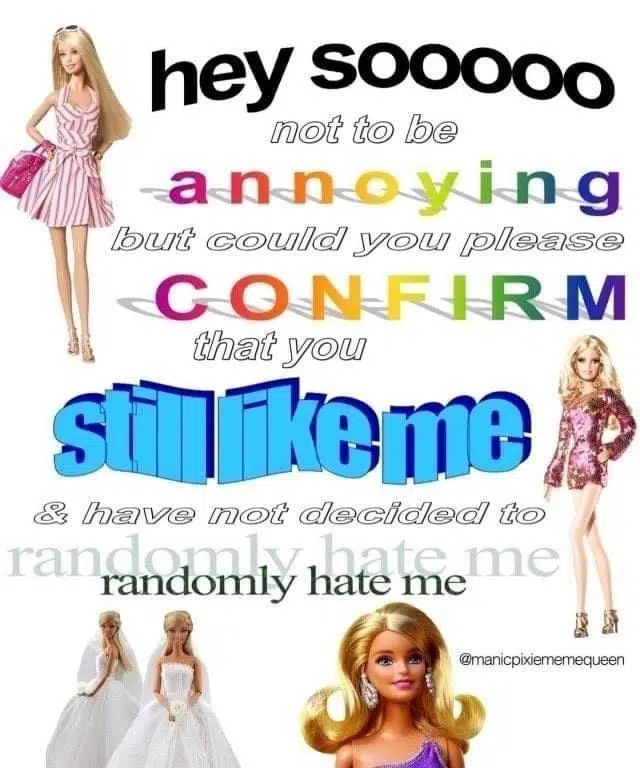 hey sooooo
not to be
annoying
but could you please
CONFIRM
that you
still like me
& have not decided to
randomly hate me
randomly hate me
@manicpixiememequeen